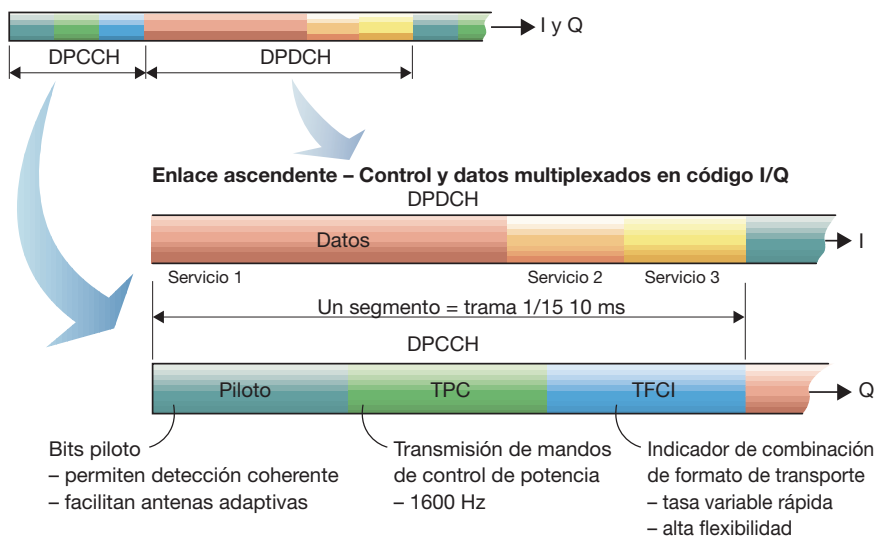 I y Q
DPCCH
DPDCH
Enlace ascendente – Control y datos multiplexados en código I/Q
DPDCH
Datos
I
Servicio 1
Servicio 2
Servicio 3
Un segmento = trama 1/15 10 ms
DPCCH
Piloto
TPC
TFCI
Q
Bits piloto
– permiten detección coherente
– facilitan antenas adaptivas
Transmisión de mandos
de control de potencia
– 1600 Hz
Indicador de combinación
de formato de transporte
– tasa variable rápida
– alta flexibilidad